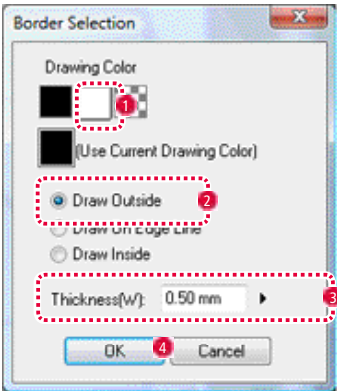 Border Selection
Drawing Color
1
(Use Current Drawing Color)
Draw Outside 2
Draw On Edge Line
Draw Inside
Thickness(W): 0.50 mm 3
OK 4 Cancel